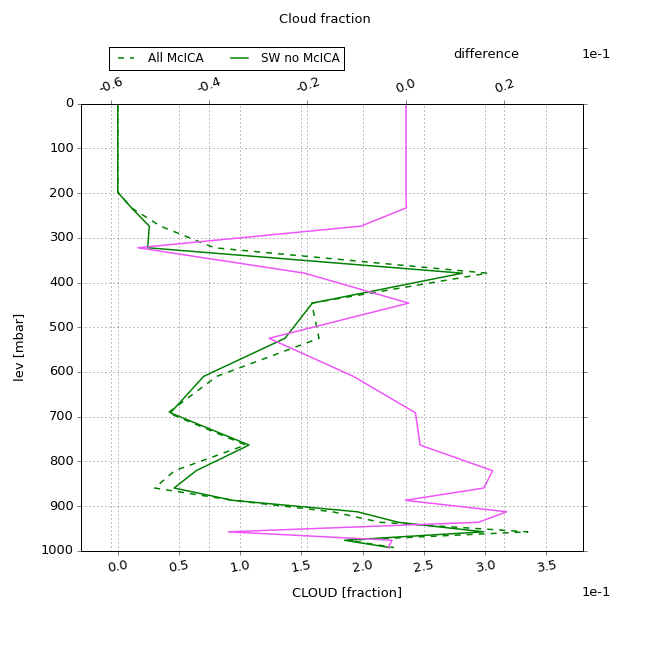 Cloud fraction
All McICA SW no McICA
difference 1e-1
-0.6 -0.4 -0.2 0.0 0.2
0
100
200
300
400
500
600
700
800
900
1000
lev [mbar]
0.0 0.5 1.0 1.5 2.0 2.5 3.0 3.5
CLOUD [fraction] 1e-1